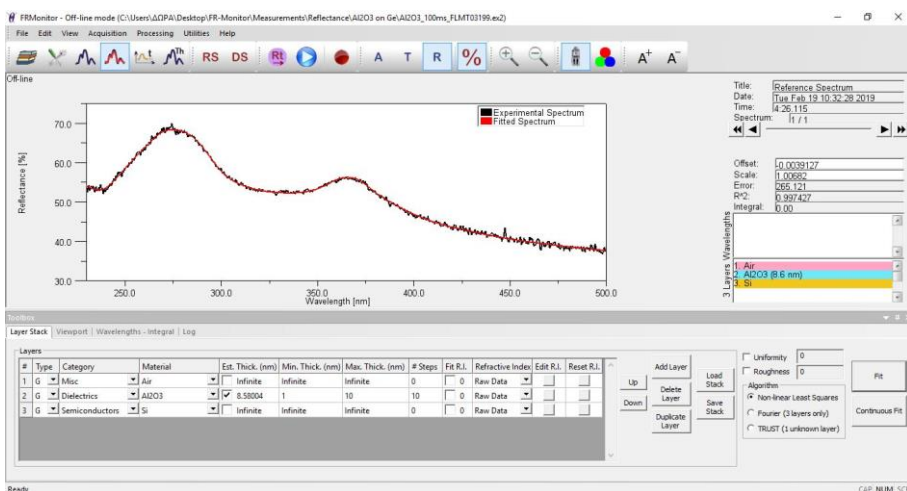 FRMonitor - Off-line mode (C:\Users\ΔΩΡΑ\Desktop\FR-Monitor\Measurements\Reflectance\Al2O3 on Ge\Al2O3_100ms_FLMT03199.ex2)
File Edit View Acquisition Processing Utilities Help
Th RS DS Rt A T R % A+ A-
Off-line
Experimental Spectrum
Fitted Spectrum
Reflectance [%]
70.0
60.0
50.0
40.0
30.0
250.0 300.0 350.0 400.0 450.0 500.0
Wavelength [nm]
Title: Reference Spectrum
Date: Tue Feb 19 10:32:28 2019
Time: 4:26.115
Spectrum: 1 / 1
Offset: -0.0039127
Scale: 1.00682
Error: 265.121
R^2: 0.997427
Integral: 0.00
3 Layers Wavelengths
1. Air
2. Al2O3 (8.6 nm)
3. Si
Toolbox
Layer Stack Viewport Wavelengths - Integral Log
Layers
# Type Category Material Est. Thick. (nm) Min. Thick. (nm) Max. Thick. (nm) # Steps Fit R.I. Refractive Index Edit R.I. Reset R.I.
1 G Misc Air Infinite Infinite Infinite 0 0 Raw Data
2 G Dielectrics Al2O3 8.58004 1 10 10 0 Raw Data
3 G Semiconductors Si Infinite Infinite Infinite 0 0 Raw Data
Up
Down
Add Layer
Delete Layer
Duplicate Layer
Load Stack
Save Stack
Uniformity 0
Roughness 0
Algorithm
Non-linear Least Squares
Fourier (3 layers only)
TRUST (1 unknown layer)
Fit
Continuous Fit
Ready
CAP NUM SC